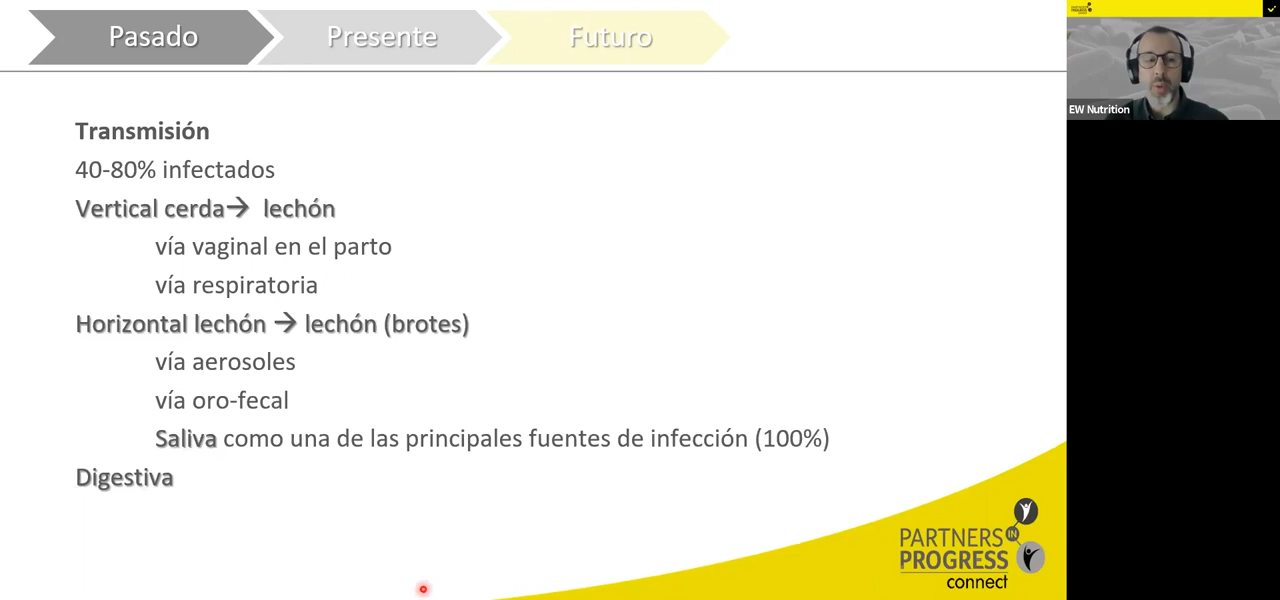 Pasado
Presente
Futuro
Transmisión
40-80% infectados
Vertical cerda→ lechón
vía vaginal en el parto
vía respiratoria
Horizontal lechón → lechón (brotes)
vía aerosoles
vía oro-fecal
Saliva como una de las principales fuentes de infección (100%)
Digestiva
PARTNERS
IN
PROGRESS
connect
EW Nutrition